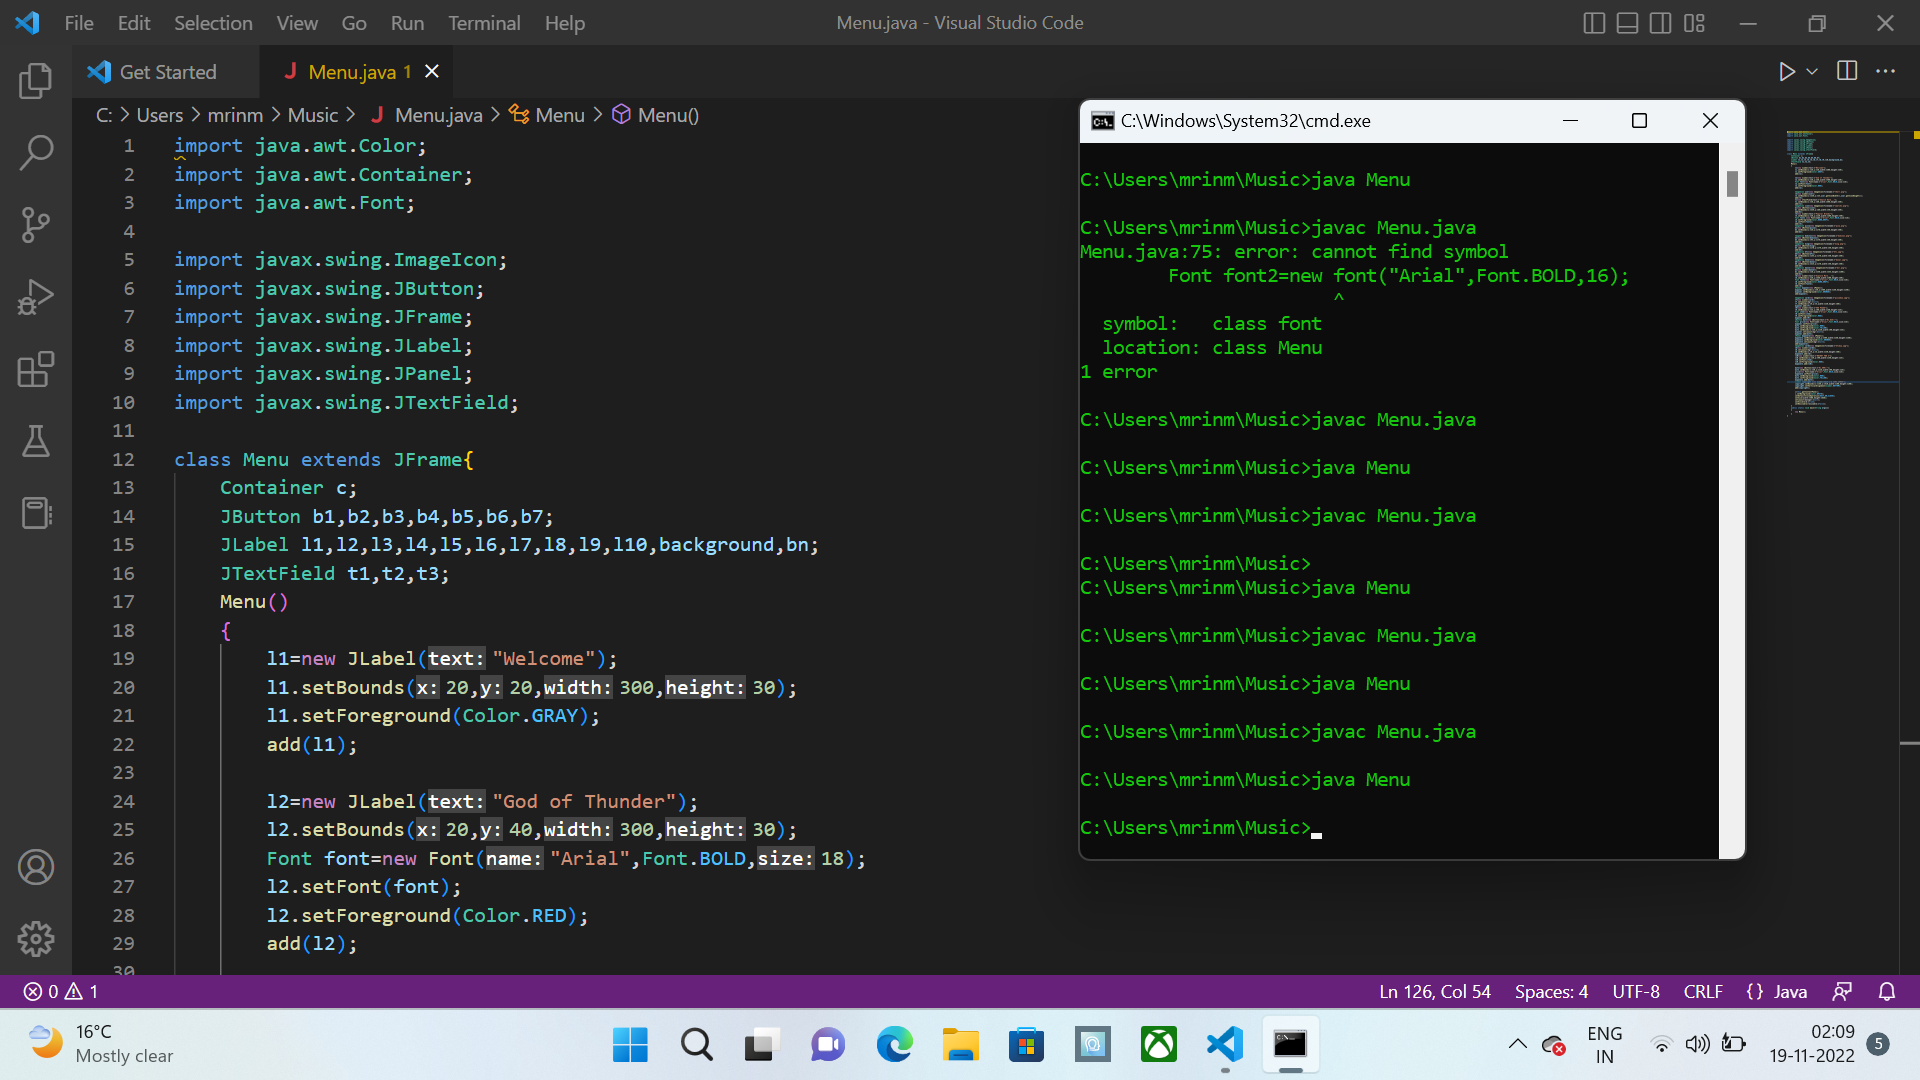 File Edit Selection View Go Run Terminal Help
Menu.java - Visual Studio Code
Get Started
J Menu.java 1
C: > Users > mrinm > Music > J Menu.java > Menu > Menu()
1 import java.awt.Color;
2 import java.awt.Container;
3 import java.awt.Font;
4
5 import javax.swing.ImageIcon;
6 import javax.swing.JButton;
7 import javax.swing.JFrame;
8 import javax.swing.JLabel;
9 import javax.swing.JPanel;
10 import javax.swing.JTextField;
11
12 class Menu extends JFrame{
13 Container c;
14 JButton b1,b2,b3,b4,b5,b6,b7;
15 JLabel l1,l2,l3,l4,l5,l6,l7,l8,l9,l10,background,bn;
16 JTextField t1,t2,t3;
17 Menu()
18 {
19 l1=new JLabel(text: "Welcome");
20 l1.setBounds(x: 20,y: 20,width: 300,height: 30);
21 l1.setForeground(Color.GRAY);
22 add(l1);
23
24 l2=new JLabel(text: "God of Thunder");
25 l2.setBounds(x: 20,y: 40,width: 300,height: 30);
26 Font font=new Font(name: "Arial",Font.BOLD,size: 18);
27 l2.setFont(font);
28 l2.setForeground(Color.RED);
29 add(l2);
30
C:\Windows\System32\cmd.exe
C:\Users\mrinm\Music>java Menu
C:\Users\mrinm\Music>javac Menu.java
Menu.java:75: error: cannot find symbol
Font font2=new font("Arial",Font.BOLD,16);
^
symbol: class font
location: class Menu
1 error
C:\Users\mrinm\Music>javac Menu.java
C:\Users\mrinm\Music>java Menu
C:\Users\mrinm\Music>javac Menu.java
C:\Users\mrinm\Music>
C:\Users\mrinm\Music>java Menu
C:\Users\mrinm\Music>javac Menu.java
C:\Users\mrinm\Music>java Menu
C:\Users\mrinm\Music>javac Menu.java
C:\Users\mrinm\Music>java Menu
C:\Users\mrinm\Music>
0 1
Ln 126, Col 54 Spaces: 4 UTF-8 CRLF {} Java
16°C
Mostly clear
ENG
IN
02:09
19-11-2022
5